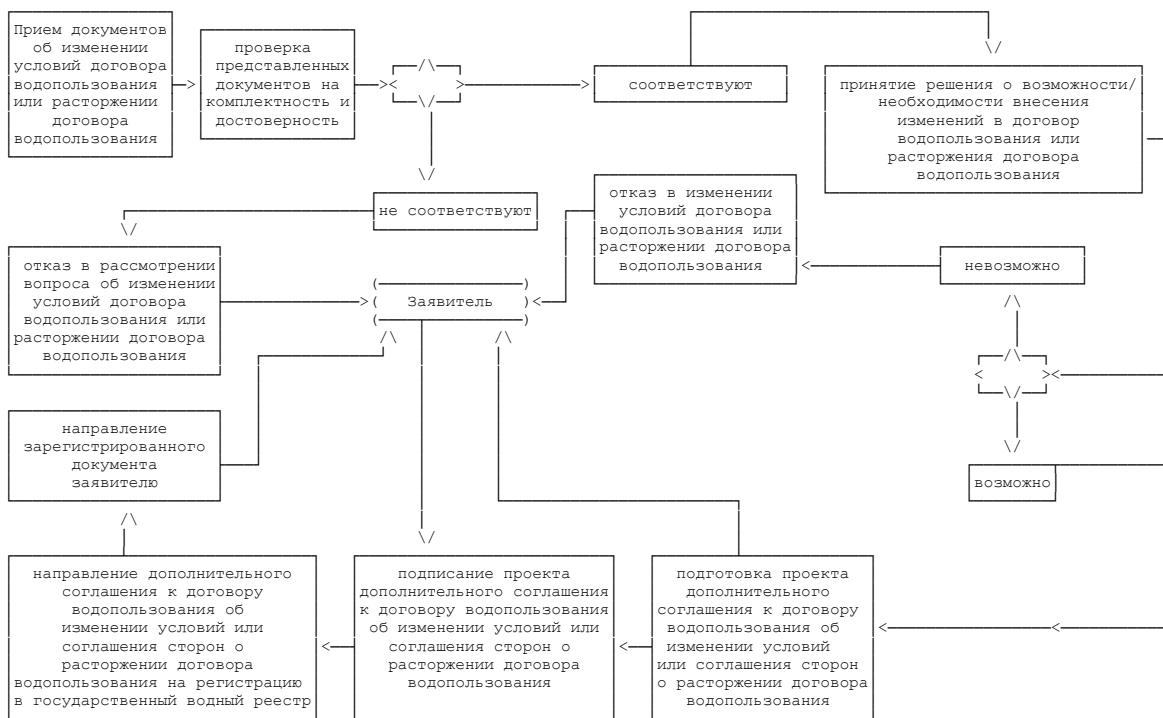 Прием документов
об изменении
условий договора
водопользования
или расторжении
договора
водопользования
проверка
представленных
документов на
комплектность и
достоверность
соответствуют
принятие решения о возможности/
необходимости внесения
изменений в договор
водопользования или
расторжения договора
водопользования
не соответствуют
отказ в изменении
условий договора
водопользования или
расторжении договора
водопользования
невозможно
отказ в рассмотрении
вопроса об изменении
условий договора
водопользования или
расторжении договора
водопользования
Заявитель
направление
зарегистрированного
документа
заявителю
возможно
направление дополнительного
соглашения к договору
водопользования об
изменении условий или
соглашения сторон о
расторжении договора
водопользования на регистрацию
в государственный водный реестр
подписание проекта
дополнительного соглашения
к договору водопользования
об изменении условий или
соглашения сторон о
расторжении договора
водопользования
подготовка проекта
дополнительного
соглашения к договору
водопользования об
изменении условий
или соглашения сторон
о расторжении договора
водопользования